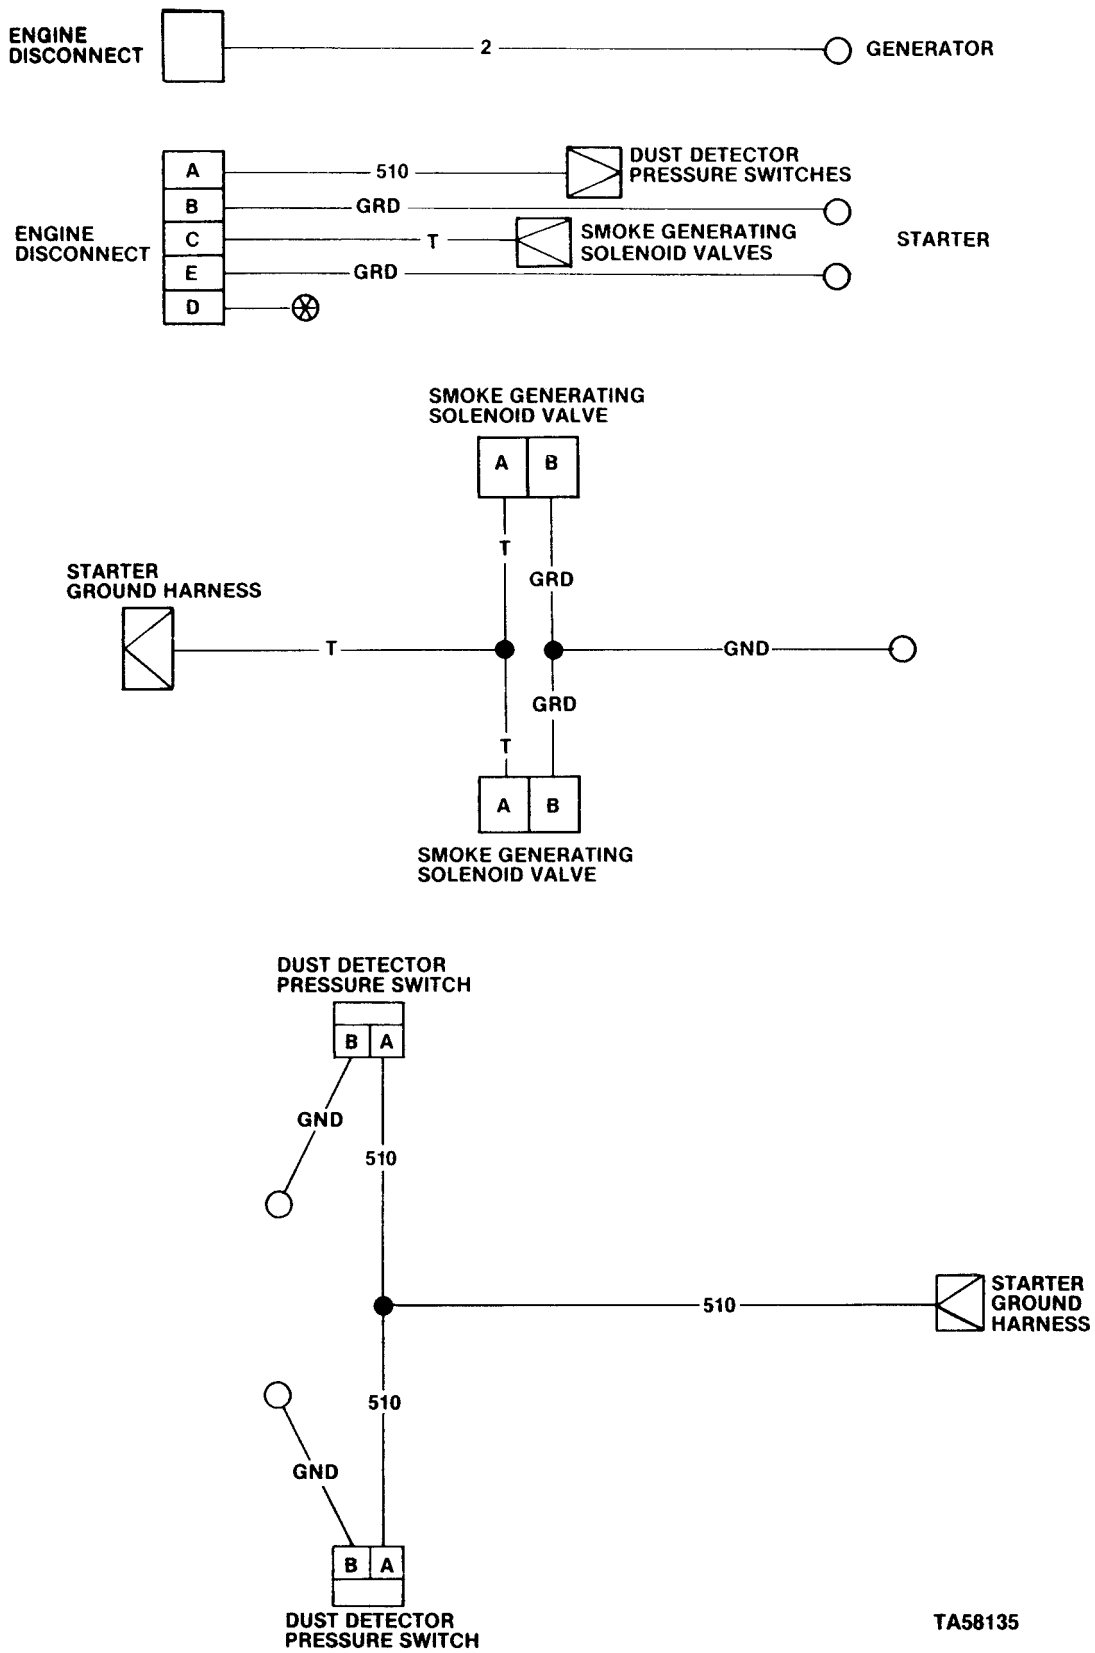 ENGINE
DISCONNECT
2
GENERATOR
A
510
DUST DETECTOR
PRESSURE SWITCHES
B
GRD
ENGINE
DISCONNECT
C
T
SMOKE GENERATING
SOLENOID VALVES
STARTER
E
GRD
D
SMOKE GENERATING
SOLENOID VALVE
A B
T
GRD
STARTER
GROUND HARNESS
T
GND
GRD
T
A B
SMOKE GENERATING
SOLENOID VALVE
DUST DETECTOR
PRESSURE SWITCH
B A
GND
510
510
STARTER
GROUND
HARNESS
510
GND
B A
DUST DETECTOR
PRESSURE SWITCH
TA58135